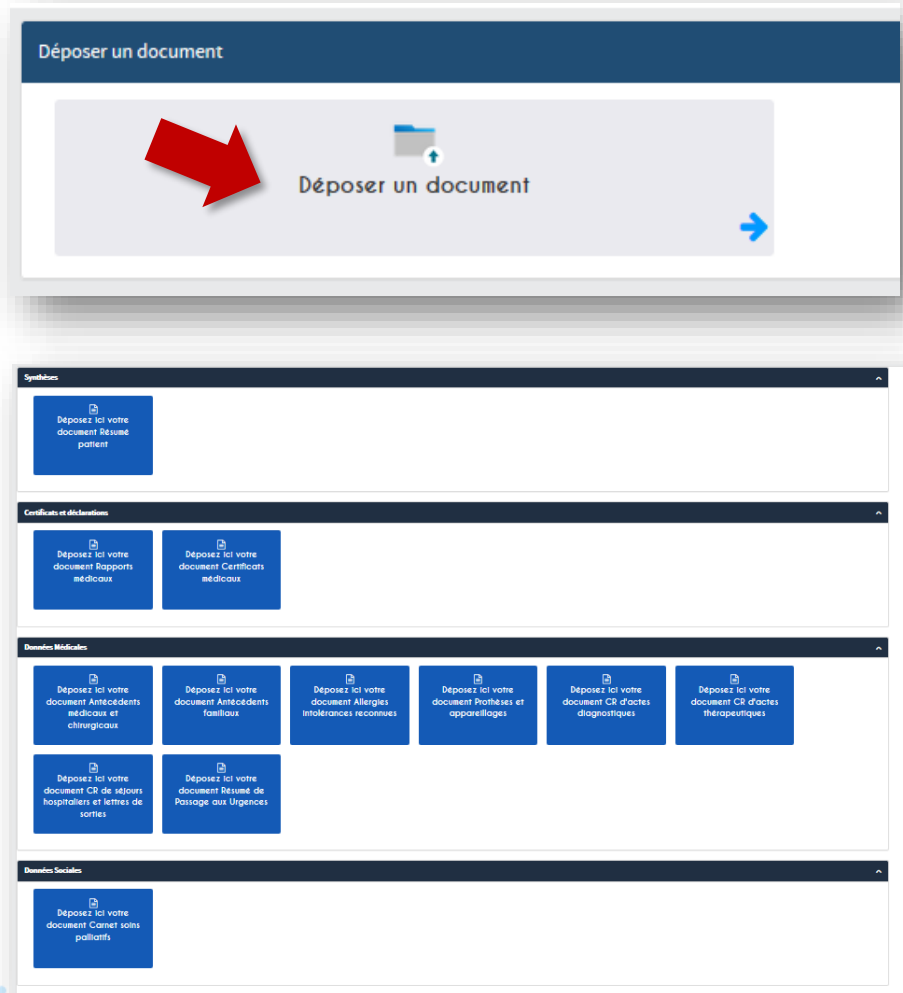 Déposer un document
Déposer un document
Synthèses
Déposez ici votre
document Résumé
patient
Certificats et déclarations
Déposez ici votre
document Rapports
médicaux
Déposez ici votre
document Certificats
médicaux
Données Médicales
Déposez ici votre
document Antécédents
médicaux et
chirurgicaux
Déposez ici votre
document Antécédents
familiaux
Déposez ici votre
document Allergies
intolérances reconnues
Déposez ici votre
document Prothèses et
appareillages
Déposez ici votre
document CR d'actes
diagnostiques
Déposez ici votre
document CR d'actes
thérapeutiques
Déposez ici votre
document CR de séjours
hospitaliers et lettres de
sorties
Déposez ici votre
document Résumé de
Passage aux Urgences
Données Sociales
Déposez ici votre
document Carnet soins
palliatifs